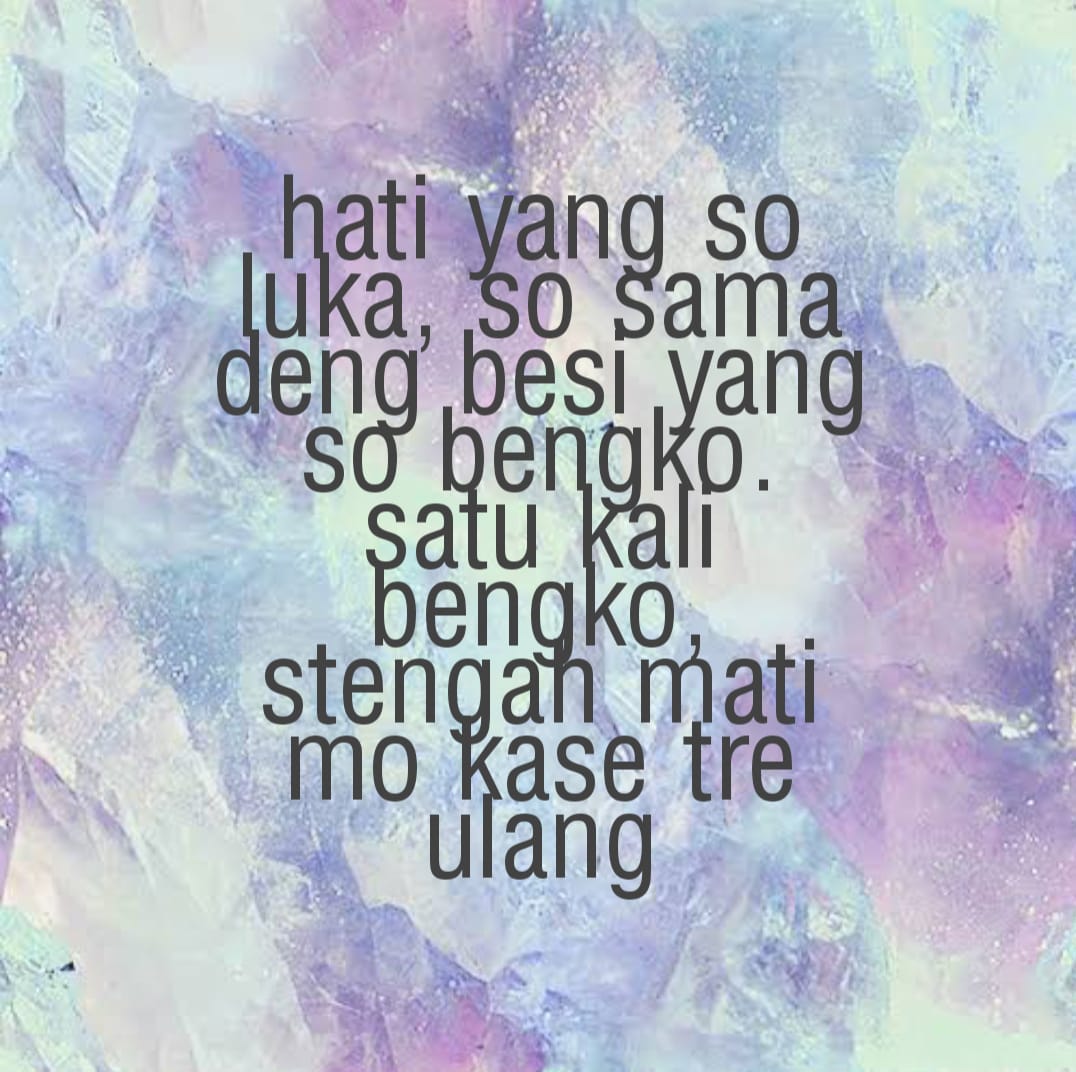 hati yang so
luka, so sama
deng besi yang
so bengko.
satu kali
bengko,
stengah mati
mo kase tre
ulang